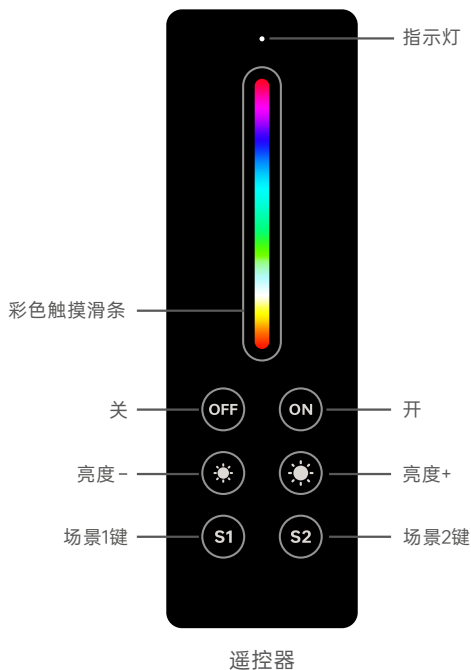 指示灯
彩色触摸滑条
关 OFF ON 开
亮度- 亮度+
场景1键 S1 S2 场景2键
遥控器